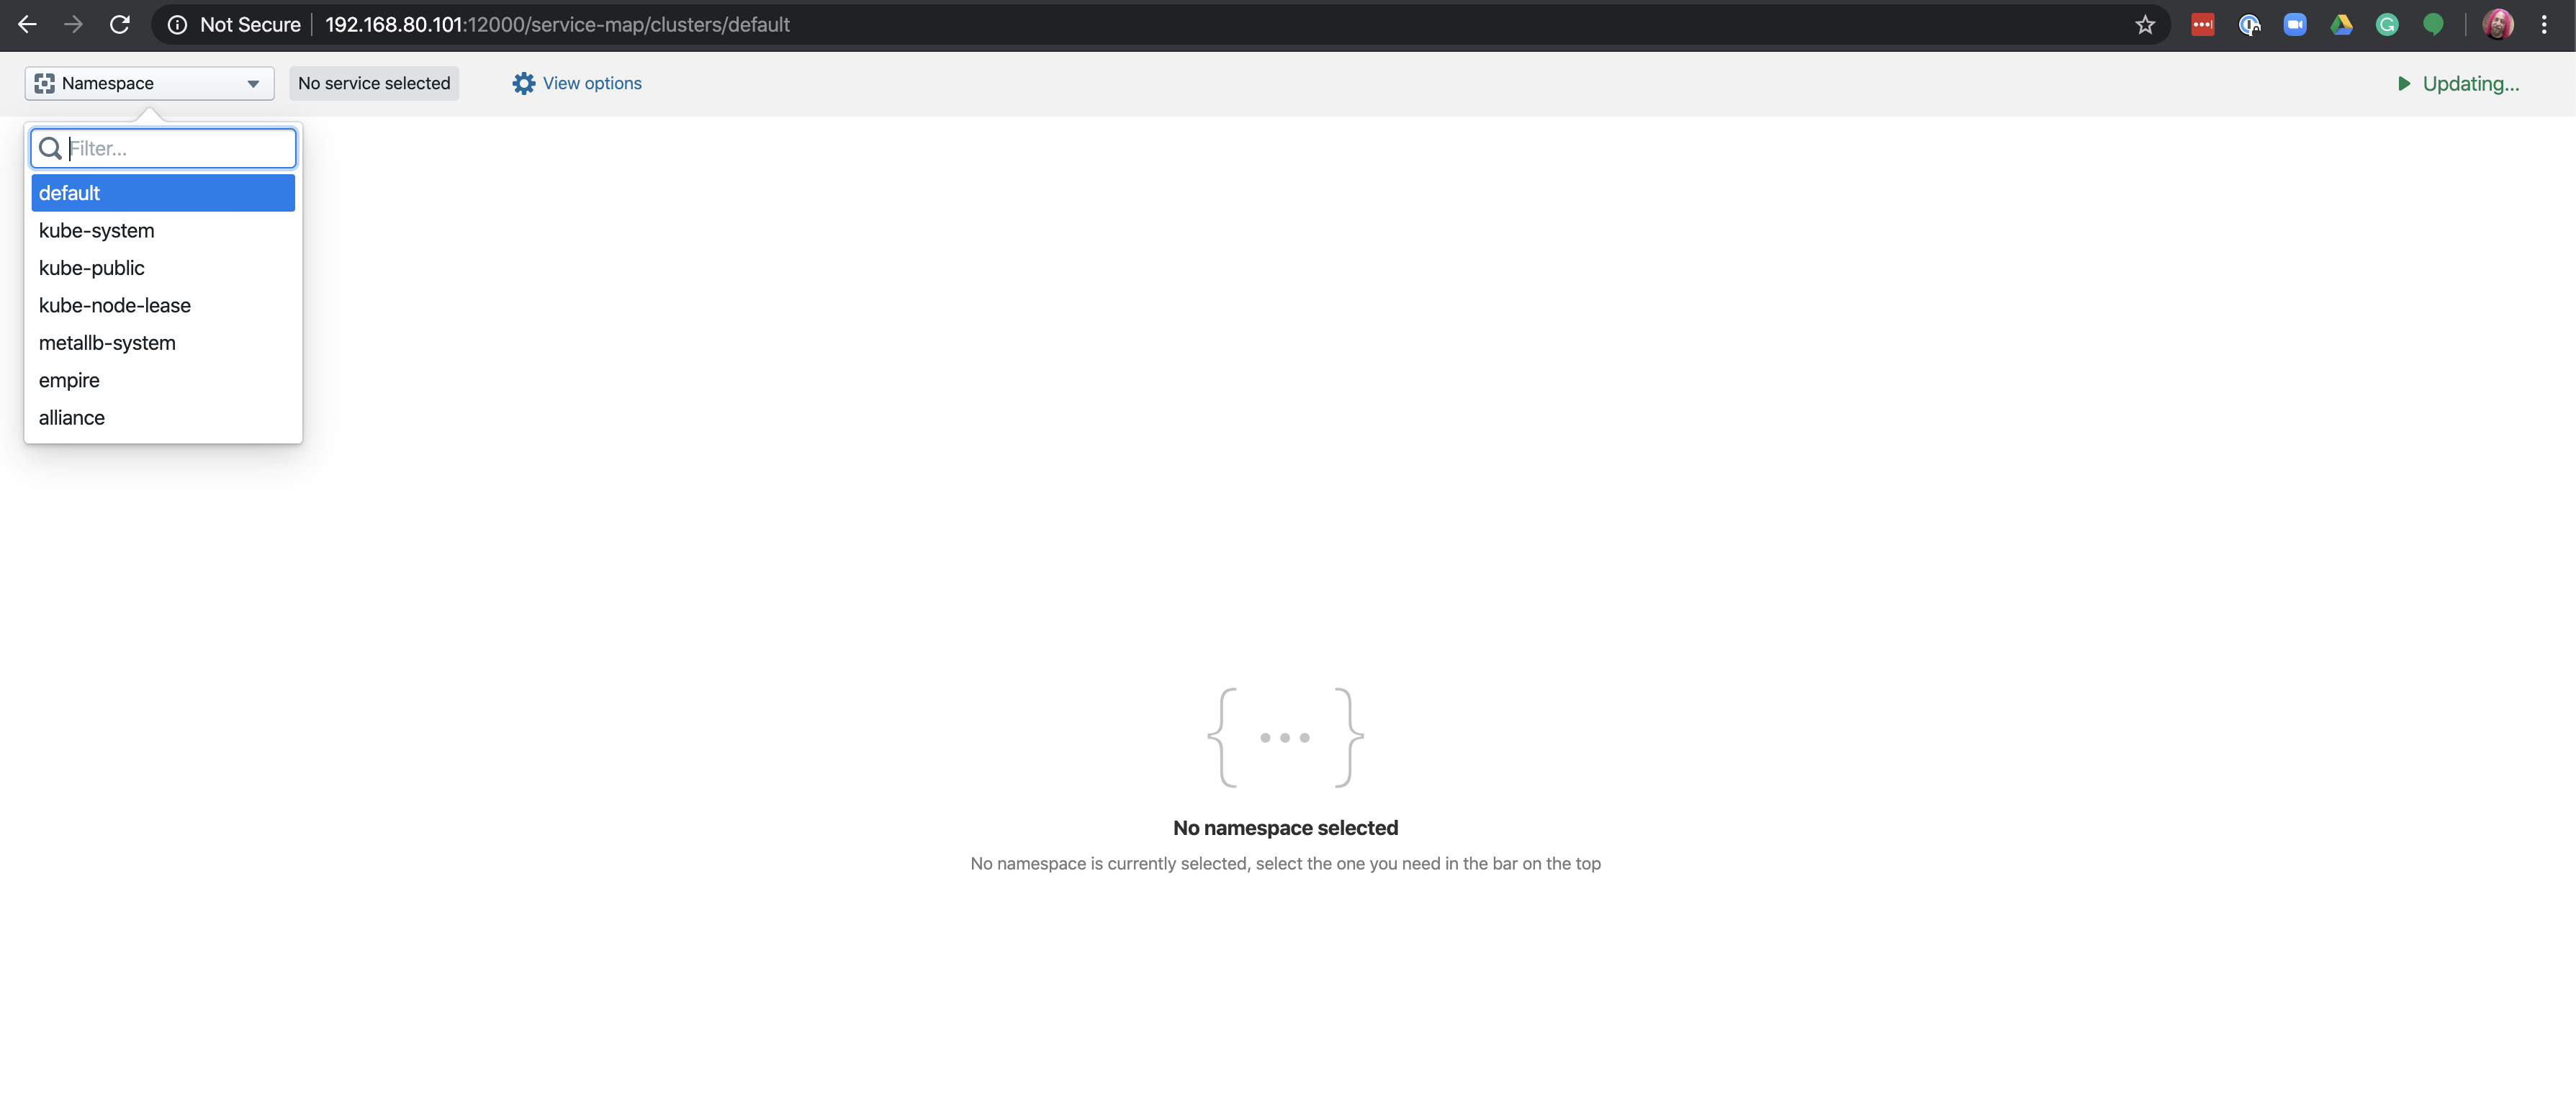 Not Secure 192.168.80.101:12000/service-map/clusters/default
Namespace No service selected View options Updating...
Filter...
default
kube-system
kube-public
kube-node-lease
metallb-system
empire
alliance
No namespace selected
No namespace is currently selected, select the one you need in the bar on the top